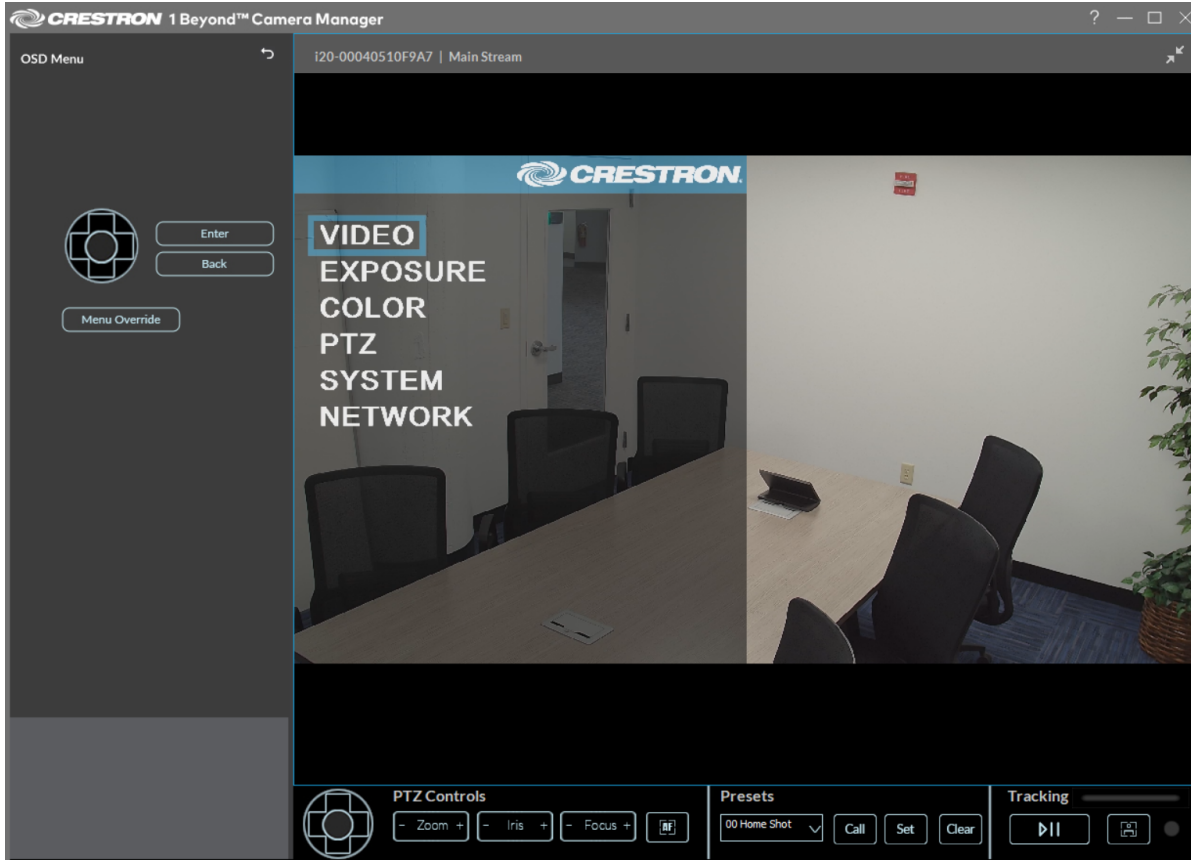 CRESTRON 1 Beyond™ Camera Manager
?
OSD Menu
i20-00040510F9A7 | Main Stream
Enter
Back
Menu Override
CRESTRON.
VIDEO
EXPOSURE
COLOR
PTZ
SYSTEM
NETWORK
PTZ Controls
- Zoom +
- Iris +
- Focus +
AF
Presets
00 Home Shot
Call
Set
Clear
Tracking